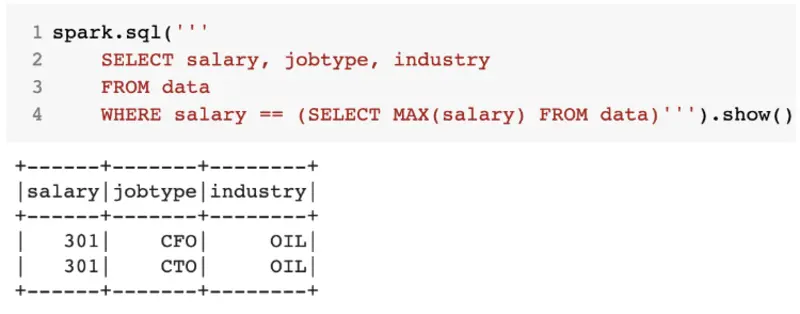 1 spark.sql('''
2     SELECT salary, jobtype, industry
3     FROM data
4     WHERE salary == (SELECT MAX(salary) FROM data)''').show()
+------+-------+--------+
|salary|jobtype|industry|
+------+-------+--------+
|   301|    CFO|     OIL|
|   301|    CTO|     OIL|
+------+-------+--------+